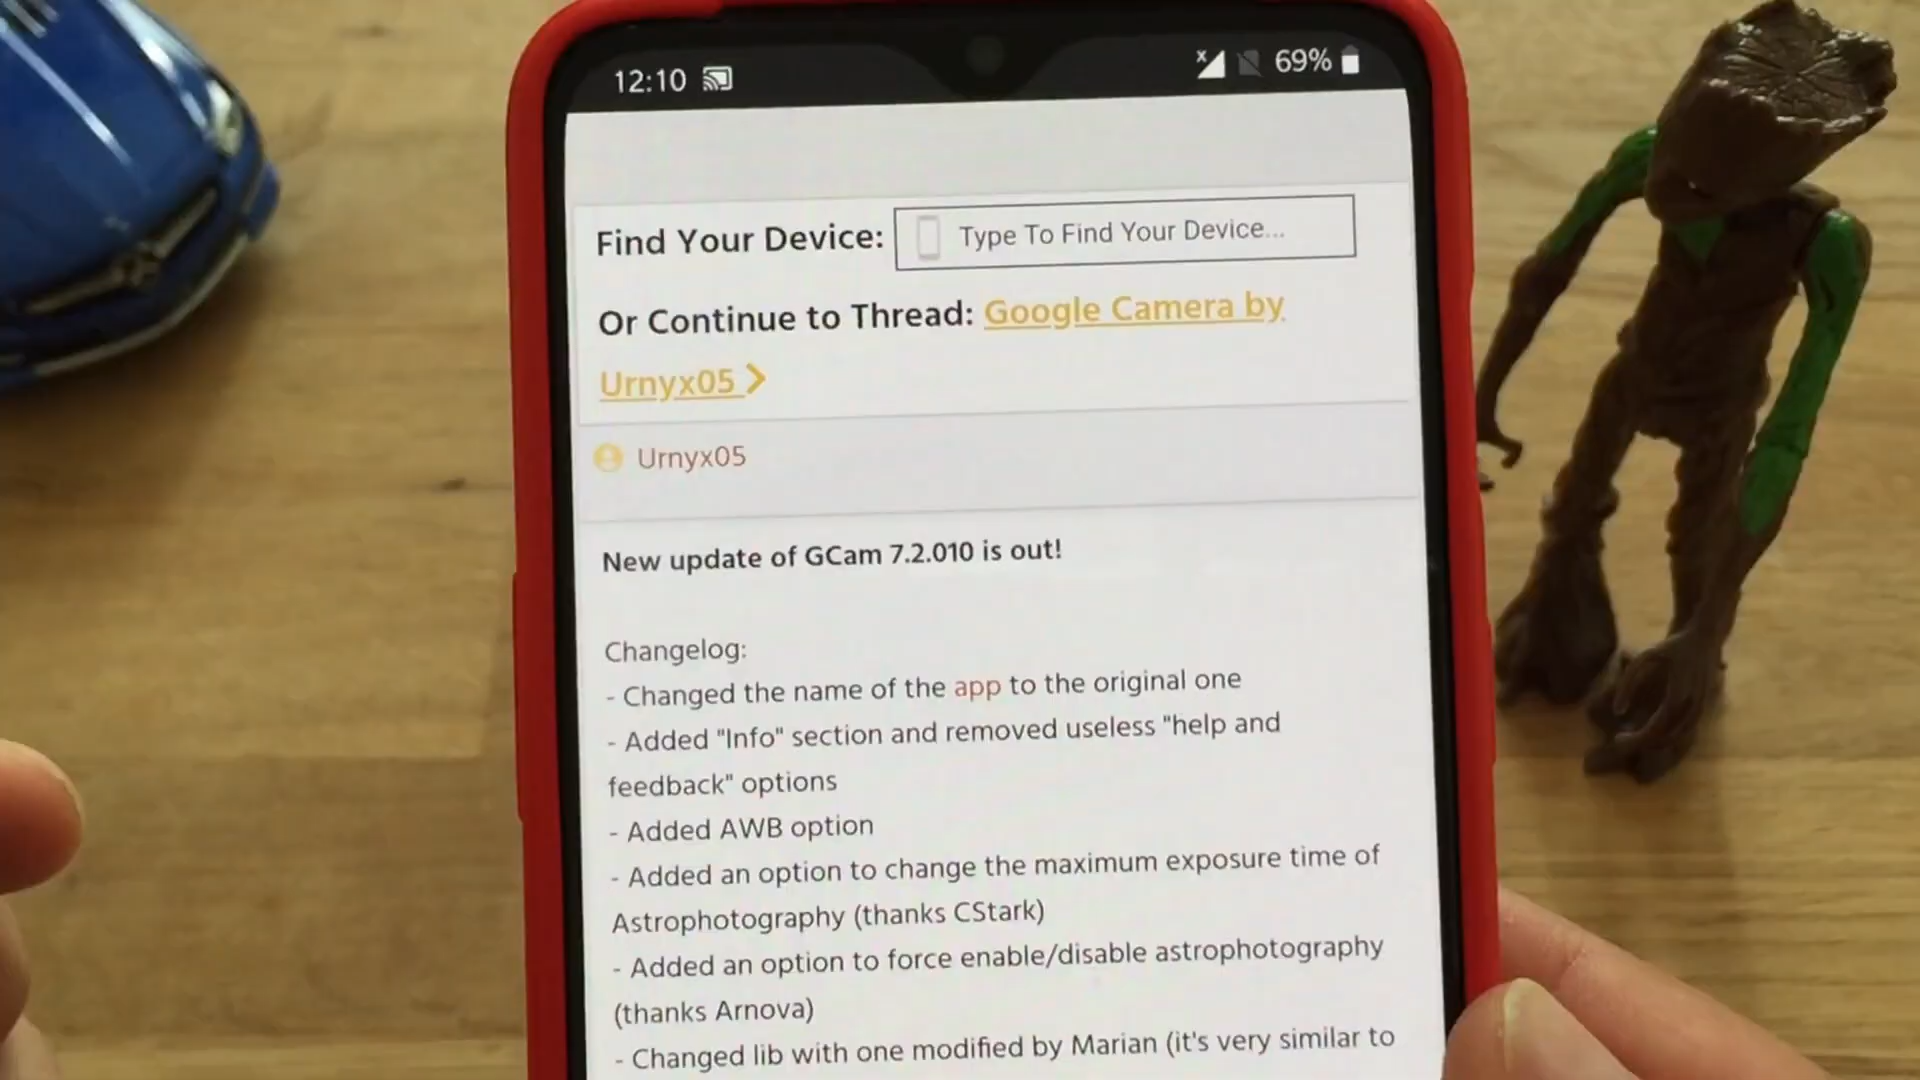 12:10
69%
Find Your Device: Type To Find Your Device...
Or Continue to Thread: Google Camera by
Urnyx05
Urnyx05
New update of GCam 7.2.010 is out!
Changelog:
- Changed the name of the app to the original one
- Added "Info" section and removed useless "help and
feedback" options
- Added AWB option
- Added an option to change the maximum exposure time of
Astrophotography (thanks CStark)
- Added an option to force enable/disable astrophotography
(thanks Arnova)
- Changed lib with one modified by Marian (it's very similar to